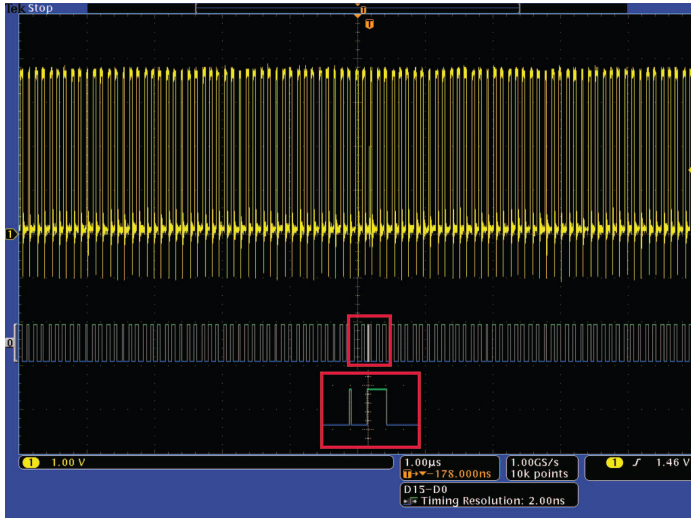 Tek Stop
T
T
1
0
1 1.00 V
1.00µs
T→▼−178.000ns
1.00GS/s
10k points
1 ʃ 1.46 V
D15−D0
Timing Resolution: 2.00ns